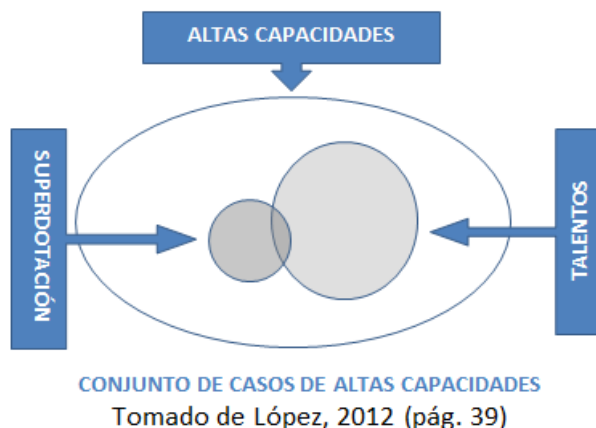 ALTAS CAPACIDADES
SUPERDOTACIÓN
TALENTOS
CONJUNTO DE CASOS DE ALTAS CAPACIDADES
Tomado de López, 2012 (pág. 39)